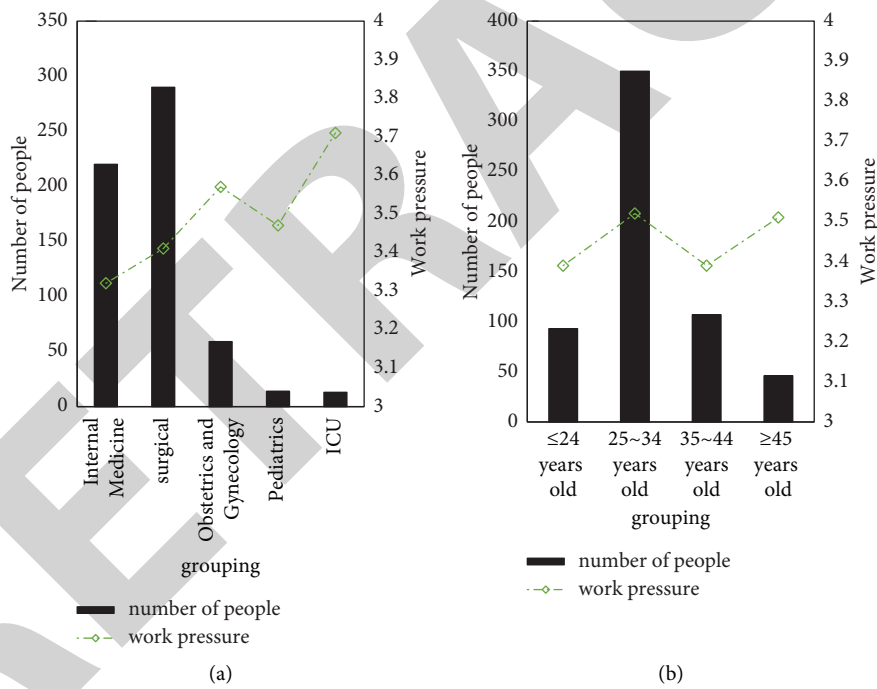 350
300
250
200
150
100
50
0
Number of people
4
3.9
3.8
3.7
3.6
3.5
3.4
3.3
3.2
3.1
3
Work pressure
Internal
Medicine
surgical
Obstetrics and
Gynecology
Pediatrics
ICU
grouping
number of people
work pressure
(a)
400
350
300
250
200
150
100
50
0
Number of people
4
3.9
3.8
3.7
3.6
3.5
3.4
3.3
3.2
3.1
3
Work pressure
≤24
years
old
25~34
years
old
35~44
years
old
≥45
years
old
grouping
number of people
work pressure
(b)